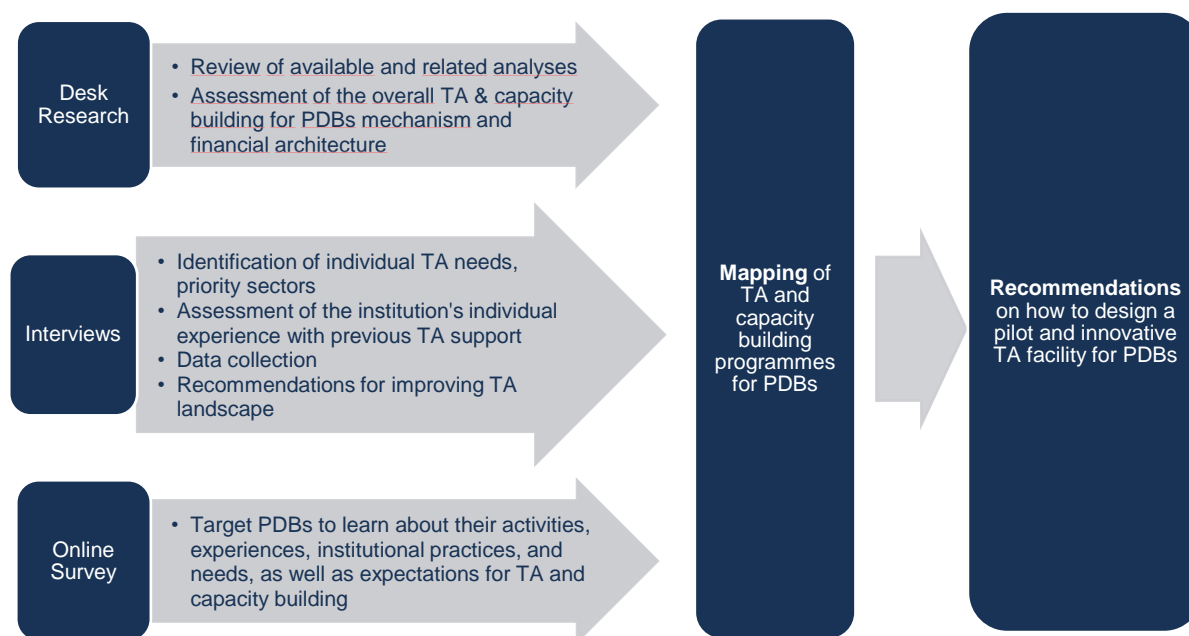 Desk
Research
• Review of available and related analyses
• Assessment of the overall TA & capacity
building for PDBs mechanism and
financial architecture
Interviews
• Identification of individual TA needs,
priority sectors
• Assessment of the institution's individual
experience with previous TA support
• Data collection
• Recommendations for improving TA
landscape
Online
Survey
• Target PDBs to learn about their activities,
experiences, institutional practices, and
needs, as well as expectations for TA and
capacity building
Mapping of
TA and
capacity
building
programmes
for PDBs
Recommendations
on how to design a
pilot and innovative
TA facility for PDBs